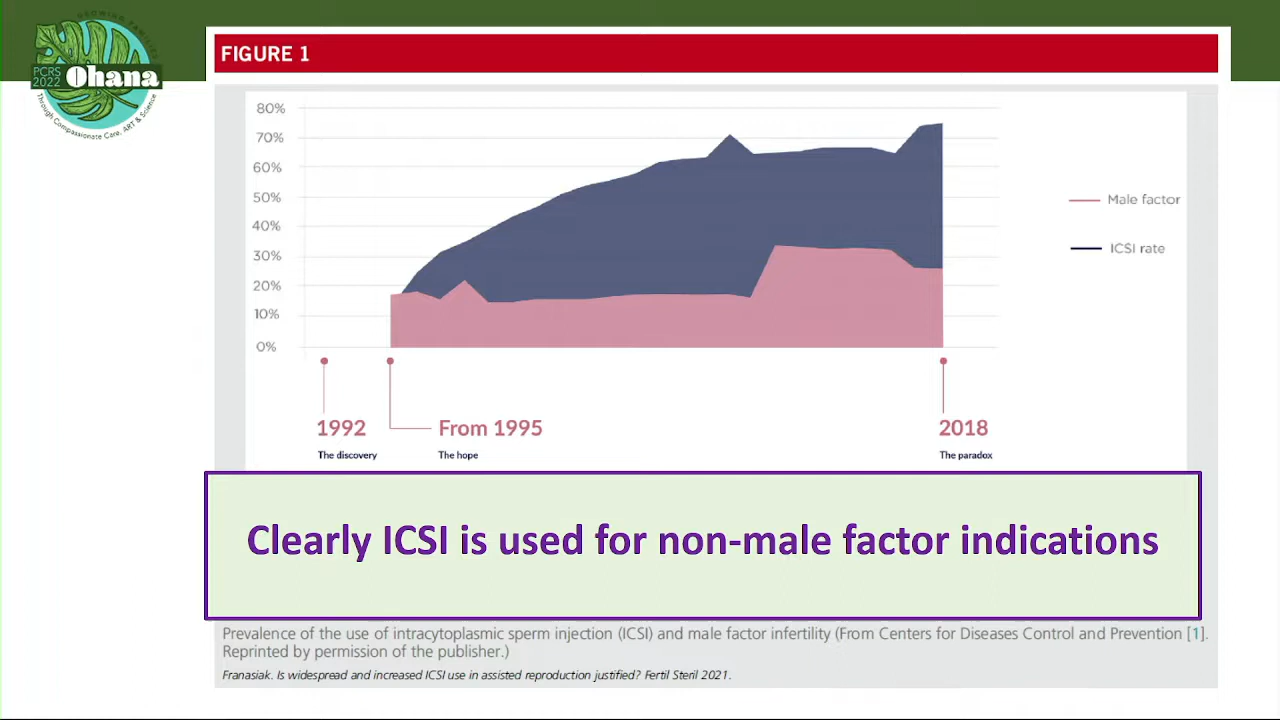 GROWING FAMILIES
PCRS
2022
Ohana
Through Compassionate Care, ART & Science
FIGURE 1
80%
70%
60%
50%
40%
30%
20%
10%
0%
Male factor
ICSI rate
1992
The discovery
From 1995
The hope
2018
The paradox
Clearly ICSI is used for non-male factor indications
Prevalence of the use of intracytoplasmic sperm injection (ICSI) and male factor infertility (From Centers for Diseases Control and Prevention [1].
Reprinted by permission of the publisher.)
Franasiak. Is widespread and increased ICSI use in assisted reproduction justified? Fertil Steril 2021.